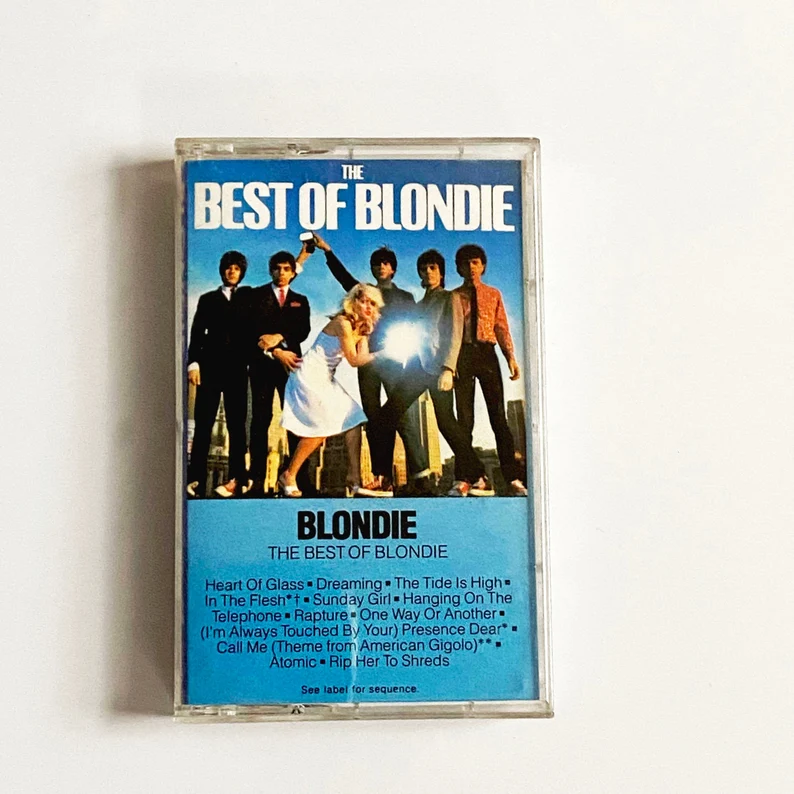 THE
BEST OF BLONDIE
BLONDIE
THE BEST OF BLONDIE
Heart Of Glass ▪ Dreaming ▪ The Tide Is High ▪
In The Flesh*† ▪ Sunday Girl ▪ Hanging On The
Telephone ▪ Rapture ▪ One Way Or Another ▪
(I'm Always Touched By Your) Presence Dear* ▪
Call Me (Theme from American Gigolo)** ▪
Atomic ▪ Rip Her To Shreds
See label for sequence.